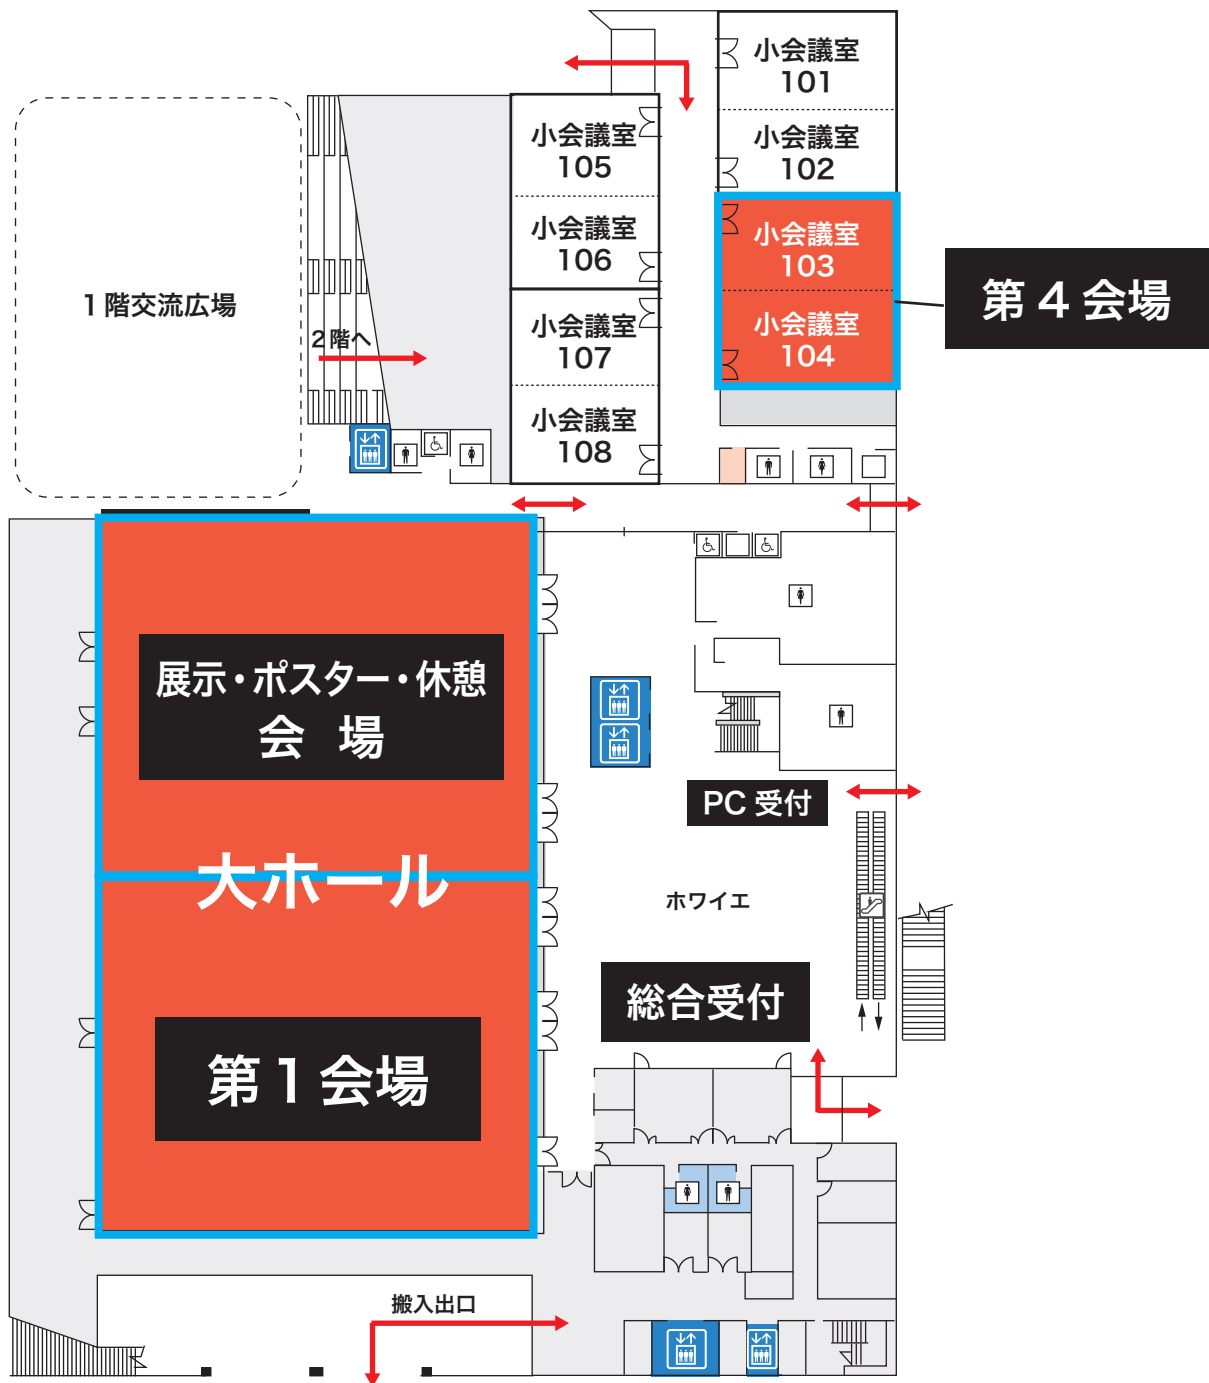 小会議室
101
小会議室
102
小会議室
103
小会議室
104
第4会場
小会議室
105
小会議室
106
小会議室
107
小会議室
108
1階交流広場
2階へ
展示・ポスター・休憩
会 場
大ホール
第1会場
PC 受付
ホワイエ
総合受付
搬入出口